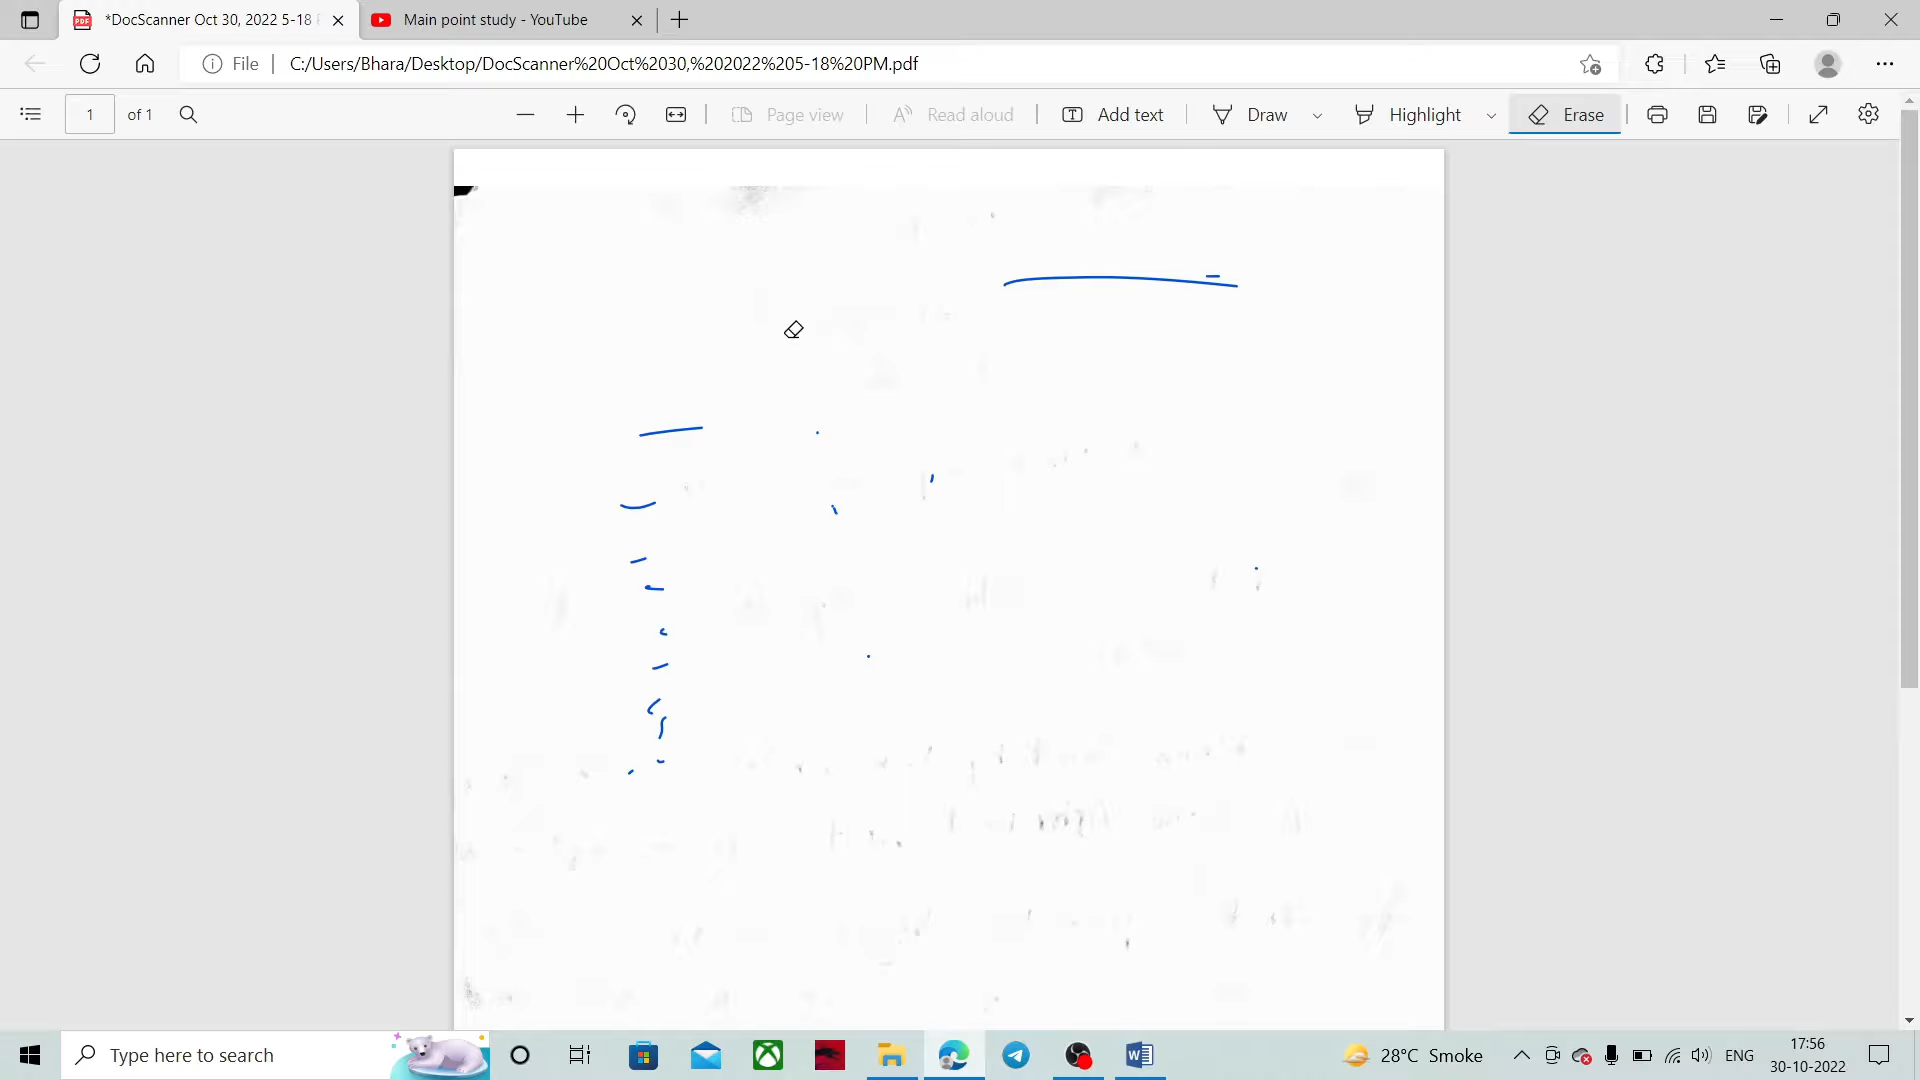 *DocScanner Oct 30, 2022 5-18 P
Main point study - YouTube
File
C:/Users/Bhara/Desktop/DocScanner%20Oct%2030,%202022%205-18%20PM.pdf
1 of 1
Page view
Read aloud
Add text
Draw
Highlight
Erase
Type here to search
28°C Smoke
ENG
17:56
30-10-2022